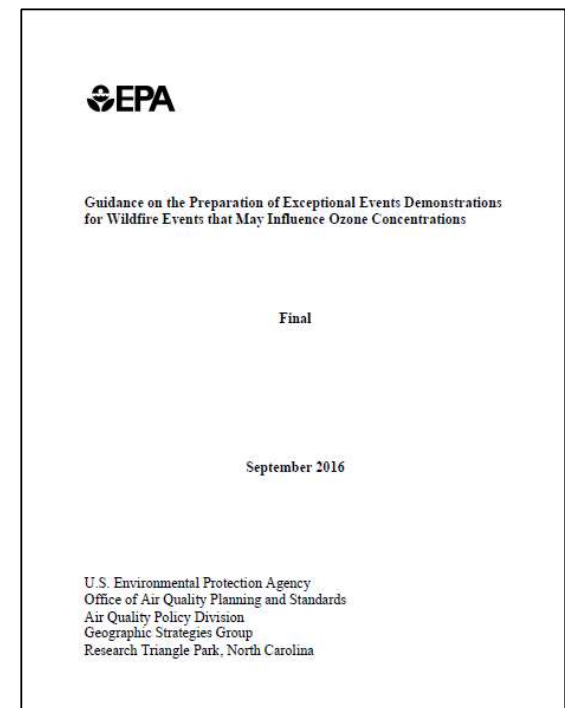 EPA
Guidance on the Preparation of Exceptional Events Demonstrations
for Wildfire Events that May Influence Ozone Concentrations
Final
September 2016
U.S. Environmental Protection Agency
Office of Air Quality Planning and Standards
Air Quality Policy Division
Geographic Strategies Group
Research Triangle Park, North Carolina